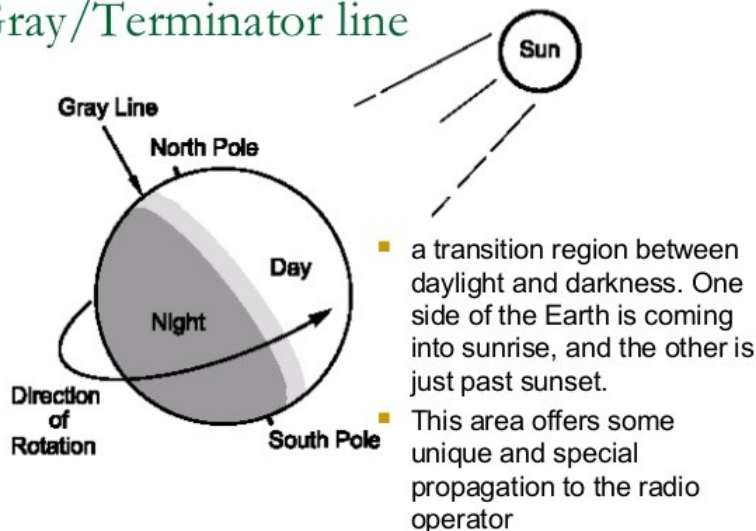 Gray/Terminator line
Sun
Gray Line
North Pole
Day
Night
Direction
of
Rotation
South Pole
a transition region between
daylight and darkness. One
side of the Earth is coming
into sunrise, and the other is
just past sunset.
This area offers some
unique and special
propagation to the radio
operator